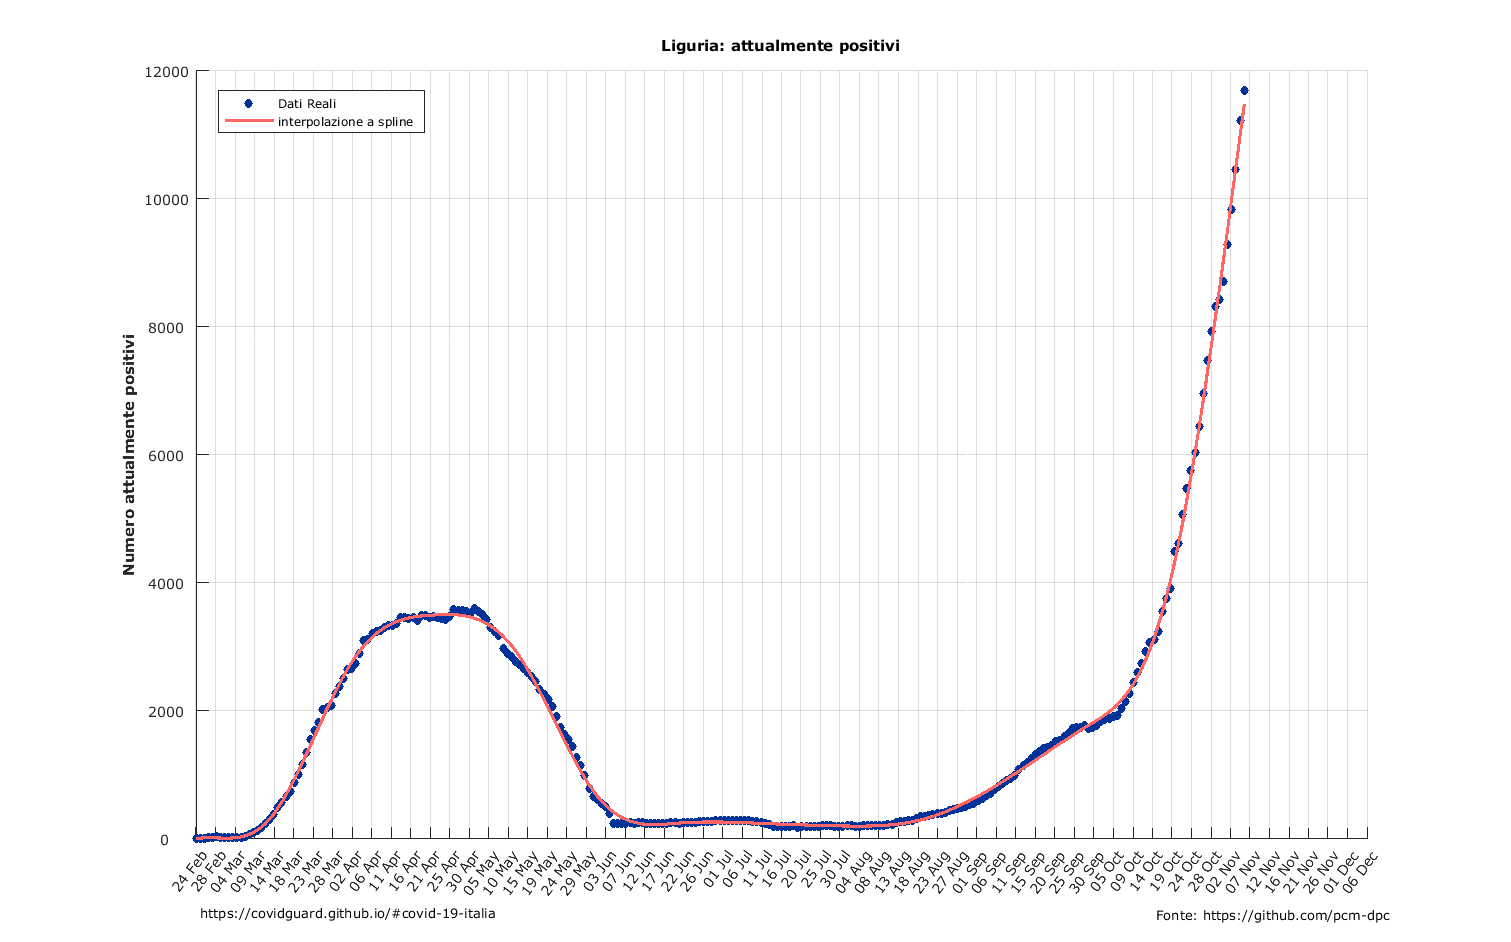 Liguria: attualmente positivi
12000
10000
8000
6000
4000
2000
0
Numero attualmente positivi
Dati Reali
interpolazione a spline
24 Feb
28 Feb
04 Mar
09 Mar
14 Mar
18 Mar
23 Mar
28 Mar
02 Apr
06 Apr
11 Apr
16 Apr
21 Apr
25 Apr
30 Apr
05 May
10 May
15 May
19 May
24 May
29 May
03 Jun
07 Jun
12 Jun
17 Jun
22 Jun
26 Jun
01 Jul
06 Jul
11 Jul
16 Jul
20 Jul
25 Jul
30 Jul
04 Aug
08 Aug
13 Aug
18 Aug
23 Aug
27 Aug
01 Sep
06 Sep
11 Sep
15 Sep
20 Sep
25 Sep
30 Sep
05 Oct
09 Oct
14 Oct
19 Oct
24 Oct
28 Oct
02 Nov
07 Nov
12 Nov
16 Nov
21 Nov
26 Nov
01 Dec
06 Dec
https://covidguard.github.io/#covid-19-italia
Fonte: https://github.com/pcm-dpc